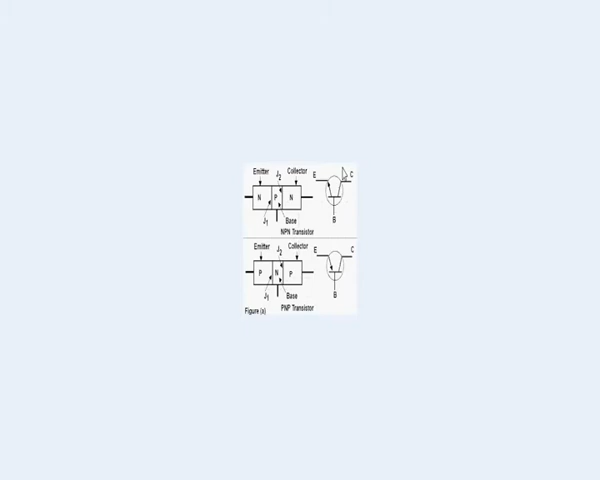 Emitter J2 Collector
E C
N P N
J1 Base B
NPN Transistor
Emitter J2 Collector
E C
P N P
J1 Base B
PNP Transistor
Figure (a)